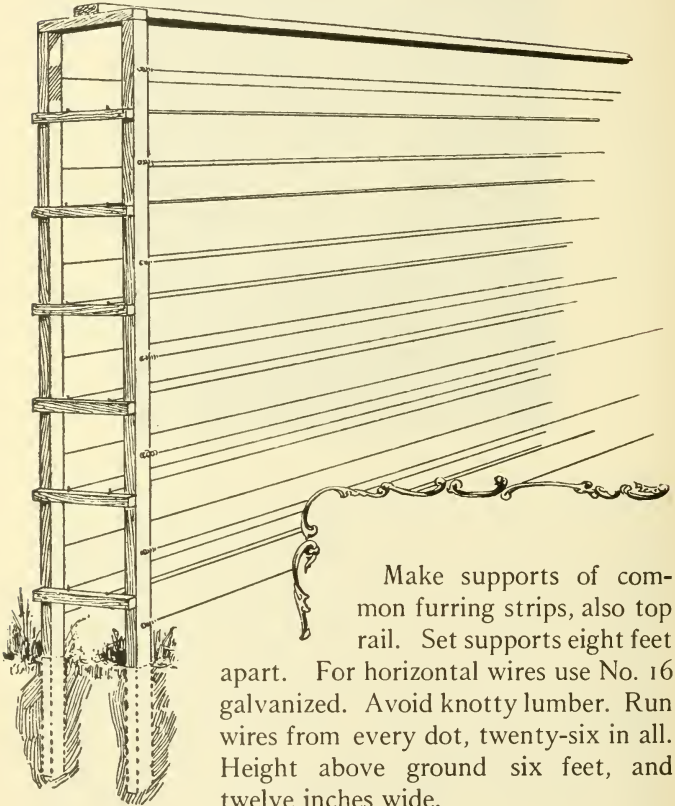 Make supports of com-
mon furring strips, also top
rail. Set supports eight feet
apart. For horizontal wires use No. 16
galvanized. Avoid knotty lumber. Run
wires from every dot, twenty-six in all.
Height above ground six feet, and
twelve inches wide.